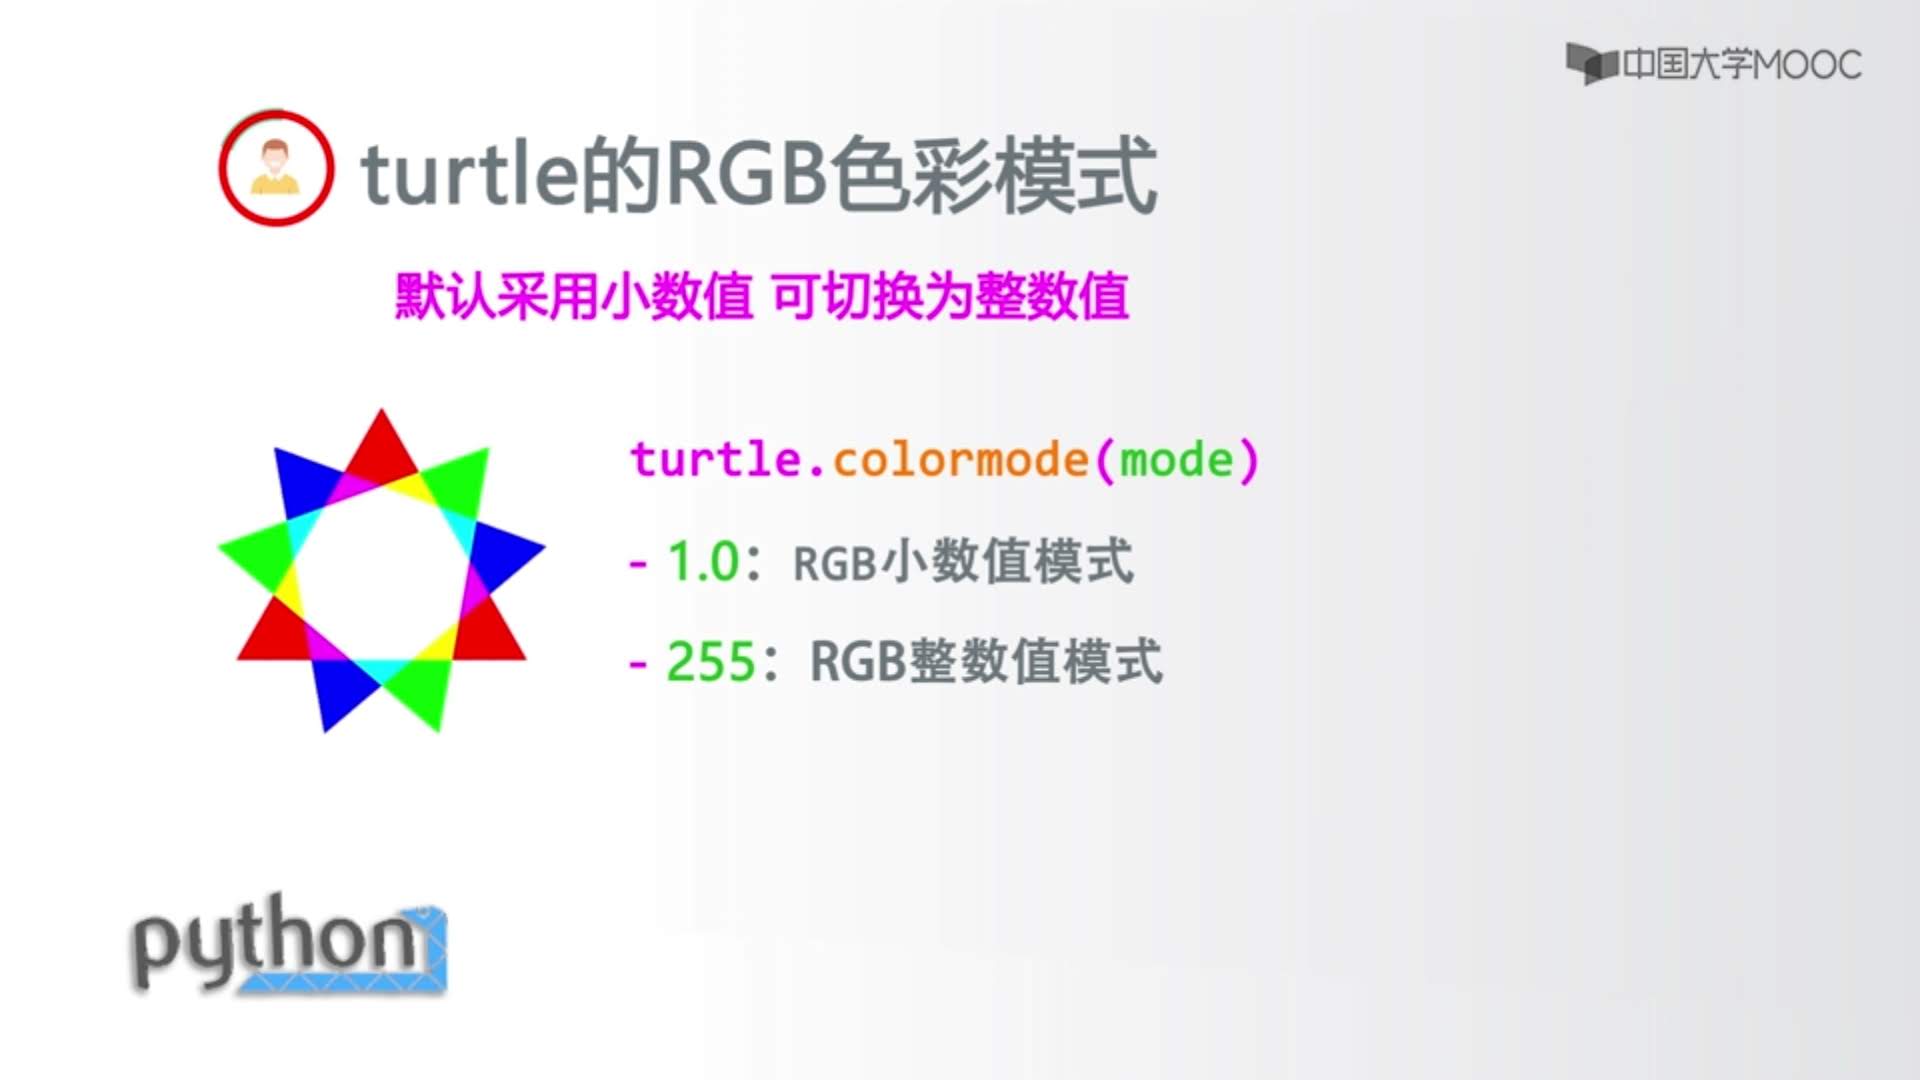 中国大学MOOC
turtle的RGB色彩模式
默认采用小数值 可切换为整数值
turtle.colormode(mode)
- 1.0：RGB小数值模式
- 255：RGB整数值模式
python